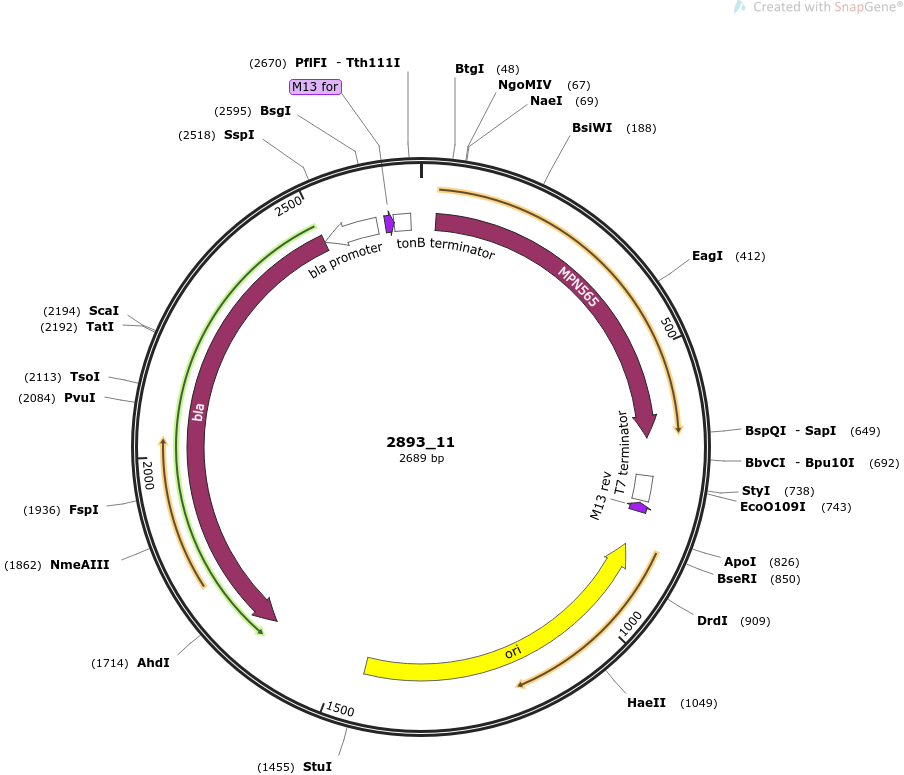 Created with SnapGene®
(2670) PflFI - Tth111I
M13 for
(2595) BsgI
(2518) SspI
BtgI (48)
NgoMIV (67)
NaeI (69)
BsiWI (188)
EagI (412)
2500
bla promoter
tonB terminator
MPN565
500
(2194) ScaI
(2192) TatI
(2113) TsoI
(2084) PvuI
bla
2893_11
2689 bp
BspQI - SapI (649)
BbvCI - Bpu10I (692)
StyI (738)
EcoO109I (743)
T7 terminator
M13 rev
2000
(1936) FspI
(1862) NmeAIII
ApoI (826)
BseRI (850)
DrdI (909)
1000
ori
(1714) AhdI
HaeII (1049)
1500
(1455) StuI